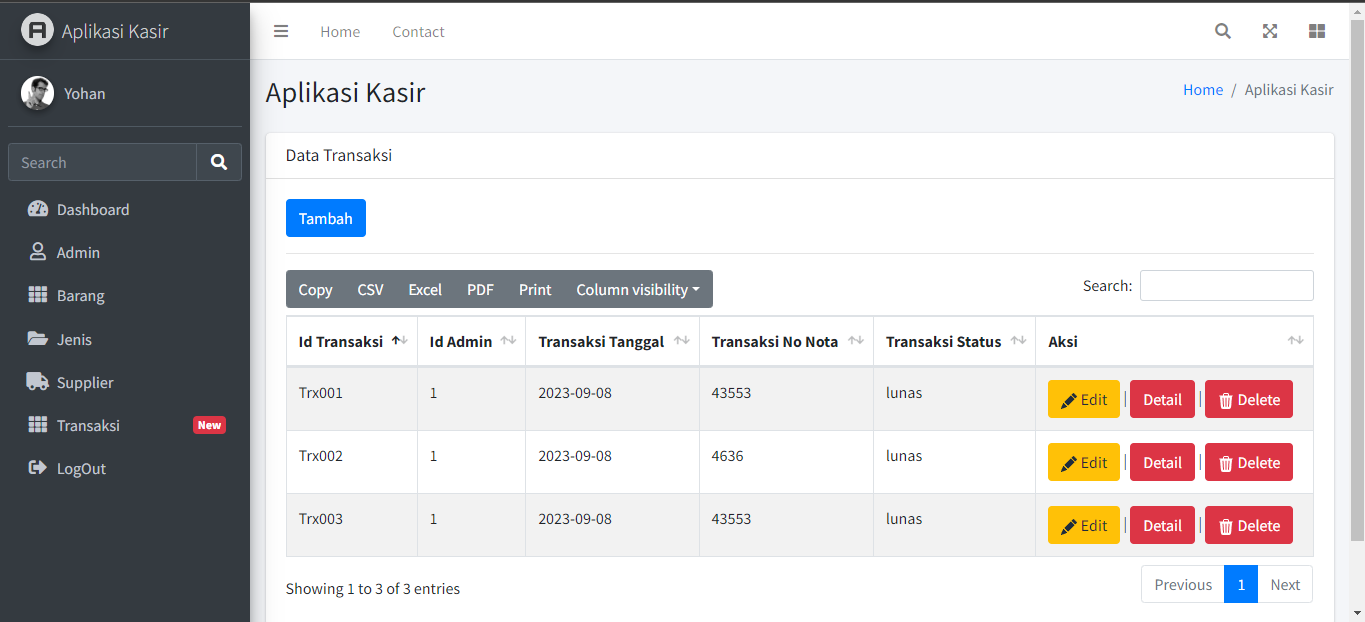 Aplikasi Kasir
Home Contact
Yohan
Search
Dashboard
Admin
Barang
Jenis
Supplier
Transaksi New
LogOut
Aplikasi Kasir
Home / Aplikasi Kasir
Data Transaksi
Tambah
Copy CSV Excel PDF Print Column visibility
Search:
Id Transaksi Id Admin Transaksi Tanggal Transaksi No Nota Transaksi Status Aksi
Trx001 1 2023-09-08 43553 lunas Edit | Detail | Delete
Trx002 1 2023-09-08 4636 lunas Edit | Detail | Delete
Trx003 1 2023-09-08 43553 lunas Edit | Detail | Delete
Showing 1 to 3 of 3 entries
Previous 1 Next